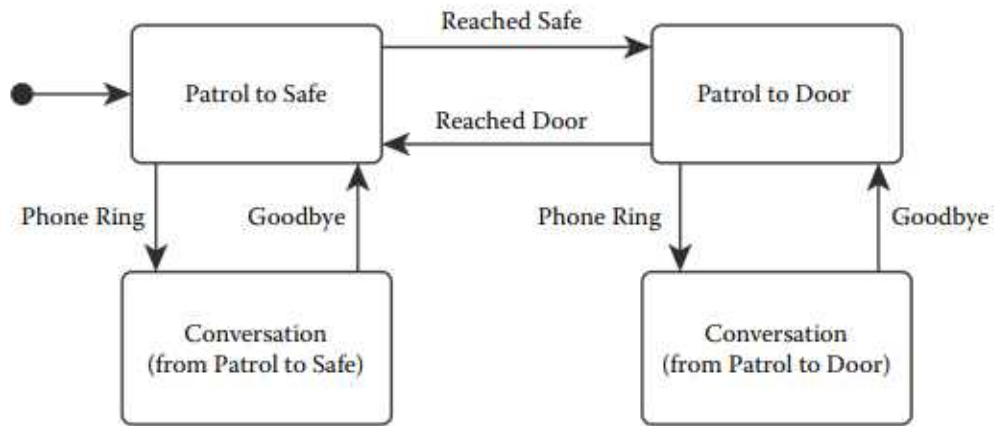 Reached Safe
Patrol to Safe
Patrol to Door
Reached Door
Phone Ring
Goodbye
Phone Ring
Goodbye
Conversation
(from Patrol to Safe)
Conversation
(from Patrol to Door)